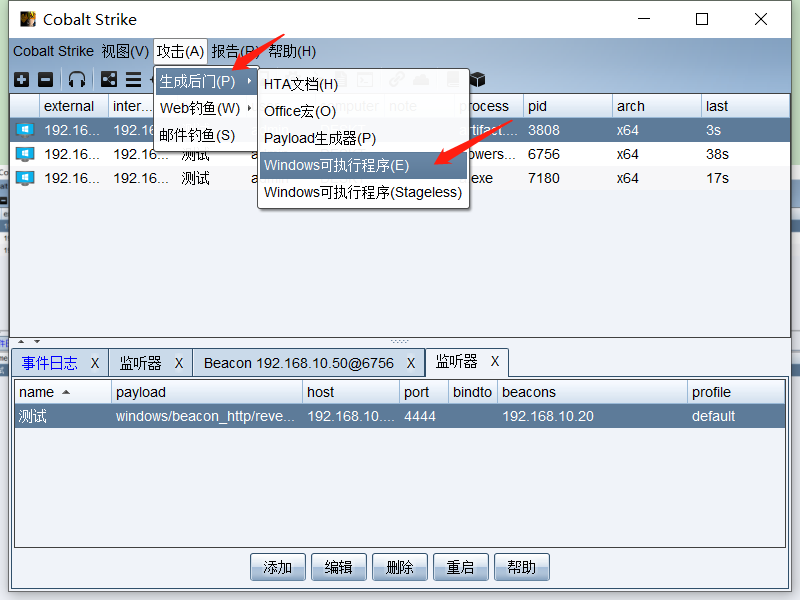 Cobalt Strike
Cobalt Strike 视图(V) 攻击(A) 报告(R) 帮助(H)
生成后门(P)
Web钓鱼(W)
邮件钓鱼(S)
HTA文档(H)
Office宏(O)
Payload生成器(P)
Windows可执行程序(E)
Windows可执行程序(Stageless)
external inter... computer note process pid arch last
192.16... 192.16... artifact.... 3808 x64 3s
192.16... 192.16... 测试 powers... 6756 x64 38s
192.16... 192.16... 测试 exe 7180 x64 17s
事件日志 X 监听器 X Beacon 192.168.10.50@6756 X 监听器 X
name payload host port bindto beacons profile
测试 windows/beacon_http/reve... 192.168.10.... 4444 192.168.10.20 default
添加 编辑 删除 重启 帮助